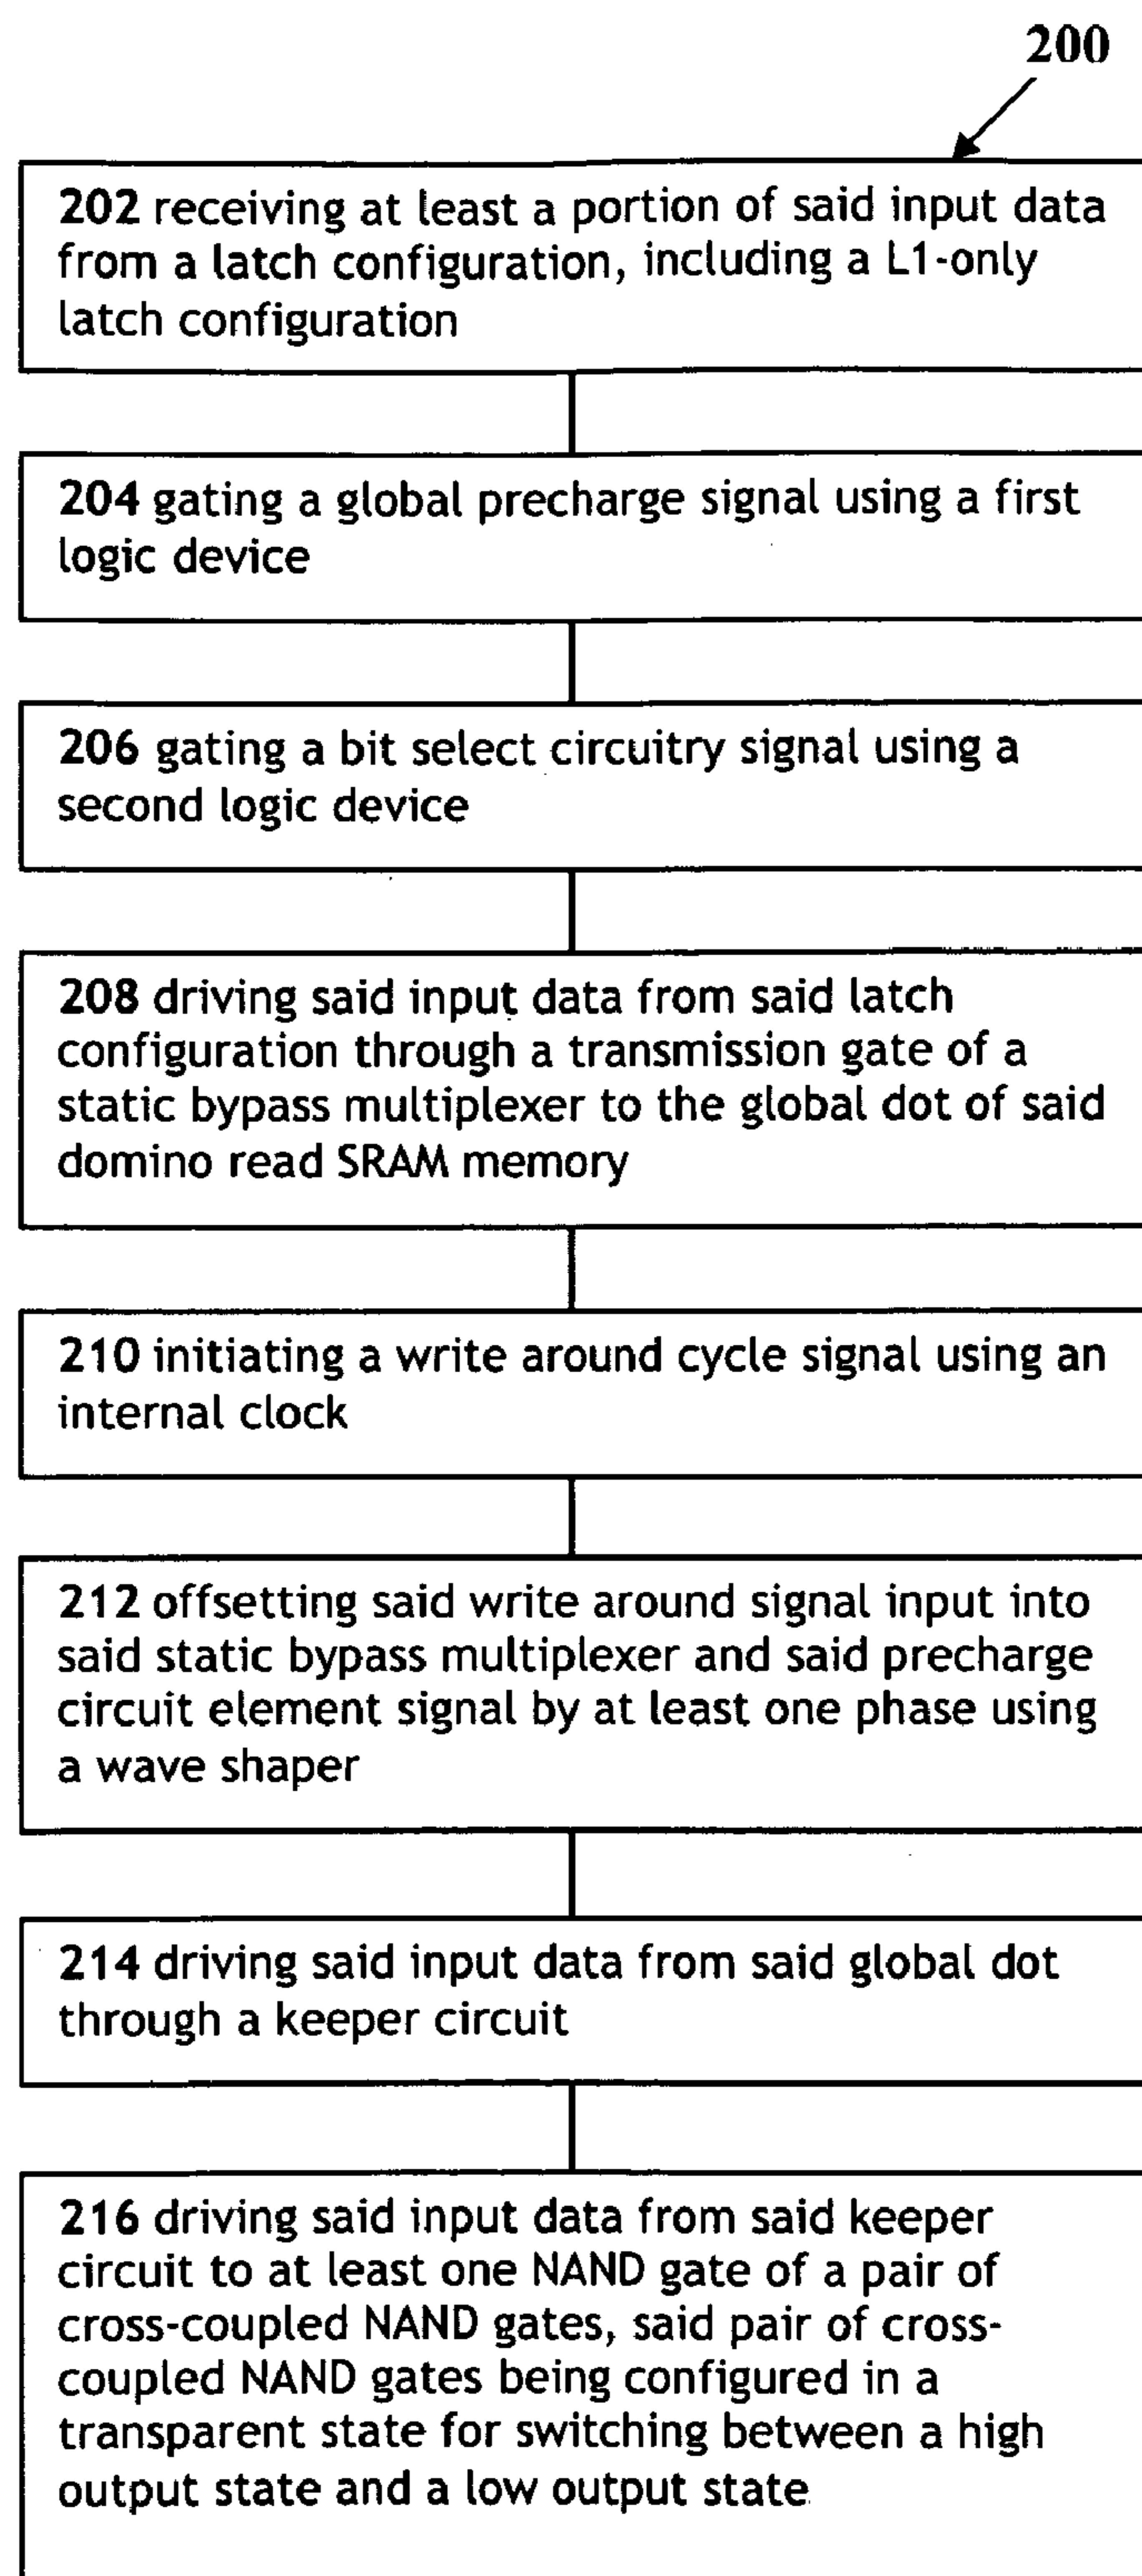 200
202 receiving at least a portion of said input data
from a latch configuration, including a L1-only
latch configuration
204 gating a global precharge signal using a first
logic device
206 gating a bit select circuitry signal using a
second logic device
208 driving said input data from said latch
configuration through a transmission gate of a
static bypass multiplexer to the global dot of said
domino read SRAM memory
210 initiating a write around cycle signal using an
internal clock
212 offsetting said write around signal input into
said static bypass multiplexer and said precharge
circuit element signal by at least one phase using
a wave shaper
214 driving said input data from said global dot
through a keeper circuit
216 driving said input data from said keeper
circuit to at least one NAND gate of a pair of
cross-coupled NAND gates, said pair of cross-
coupled NAND gates being configured in a
transparent state for switching between a high
output state and a low output state